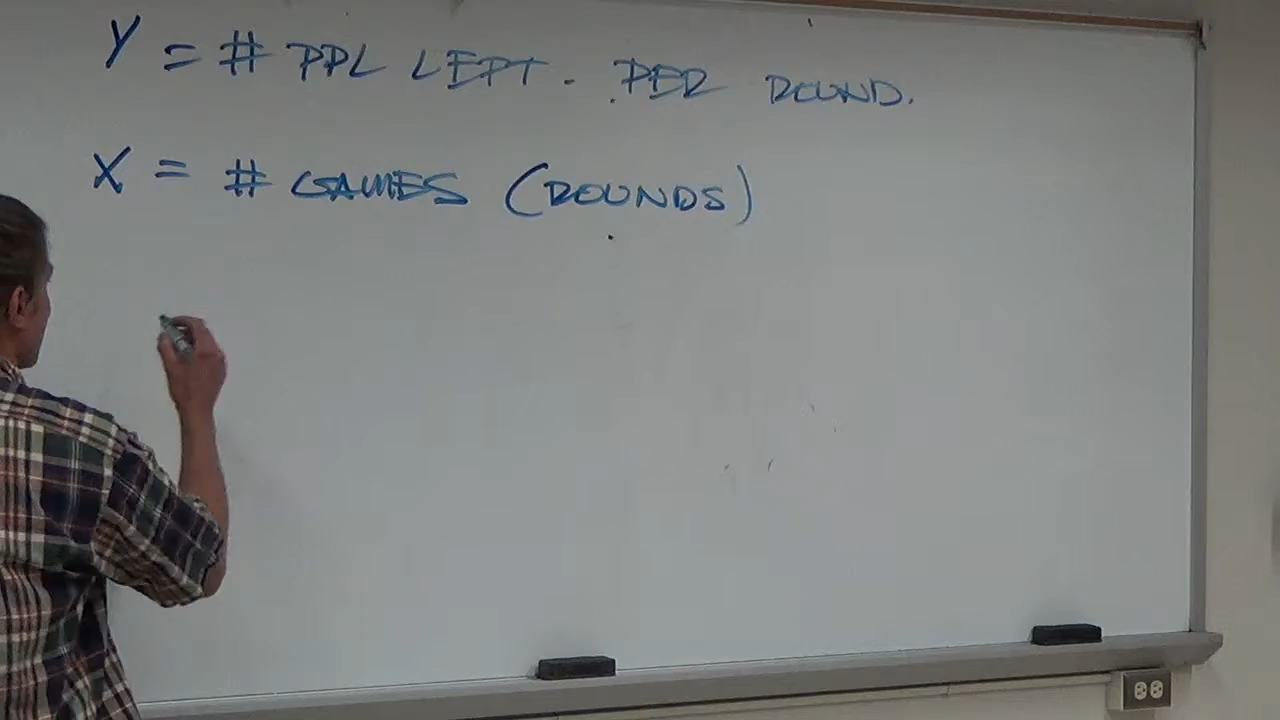 Y = # PPL LEFT. PER ROUND.
X = # GAMES (ROUNDS)